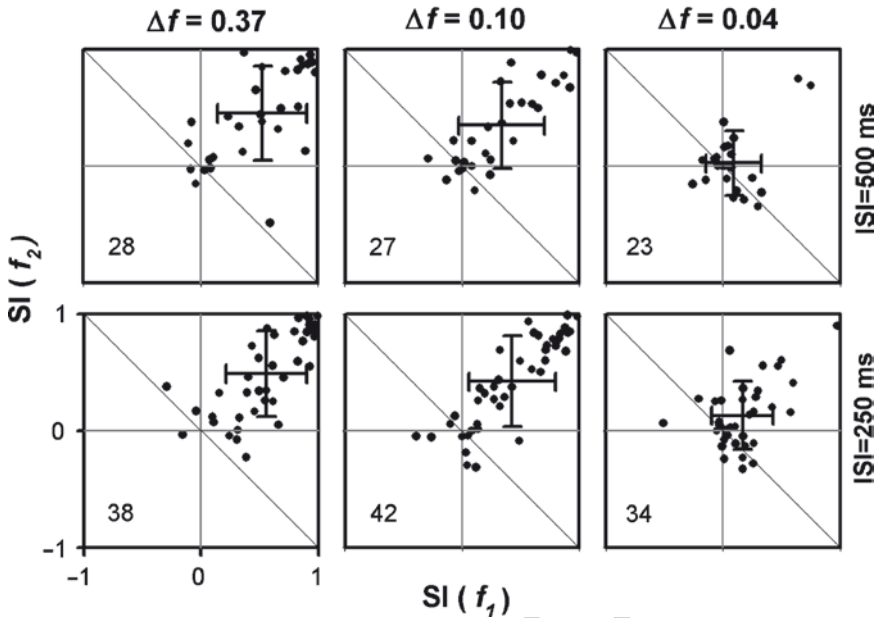 Δf = 0.37 Δf = 0.10 Δf = 0.04
28 27 23
ISI=500 ms
SI ( f2 )
1
0
−1
38 42 34
ISI=250 ms
−1 0 1
SI ( f1 )